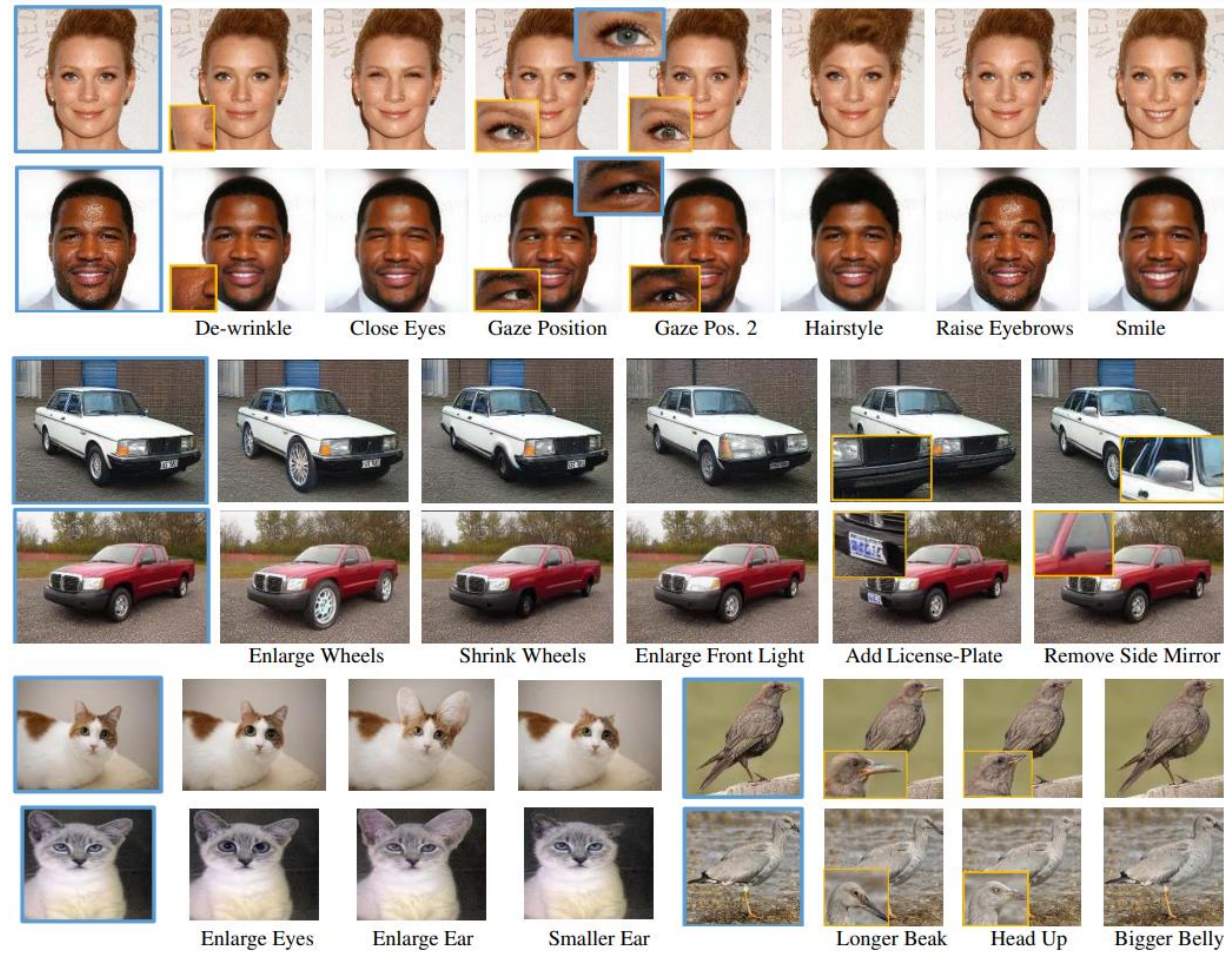 De-wrinkle Close Eyes Gaze Position Gaze Pos. 2 Hairstyle Raise Eyebrows Smile
Enlarge Wheels Shrink Wheels Enlarge Front Light Add License-Plate Remove Side Mirror
Enlarge Eyes Enlarge Ear Smaller Ear Longer Beak Head Up Bigger Belly